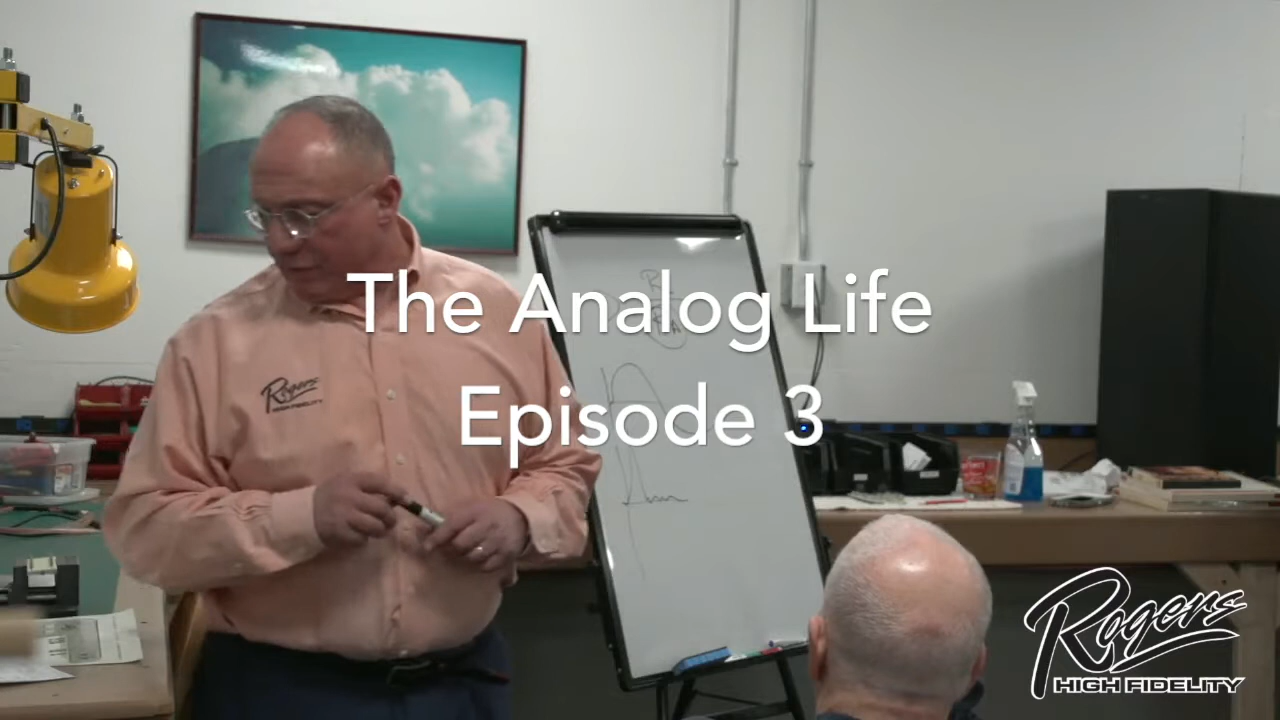 The Analog Life
Episode 3
Rogers
HIGH FIDELITY
Rogers
HIGH FIDELITY